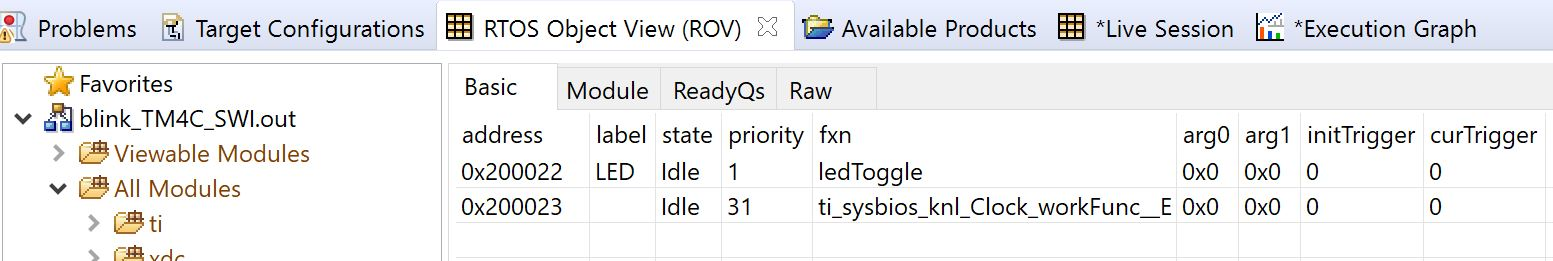 Problems Target Configurations RTOS Object View (ROV) Available Products *Live Session *Execution Graph
Favorites
blink_TM4C_SWI.out
Viewable Modules
All Modules
ti
xdc
Basic Module ReadyQs Raw
address label state priority fxn arg0 arg1 initTrigger curTrigger
0x200022 LED Idle 1 ledToggle 0x0 0x0 0 0
0x200023 Idle 31 ti_sysbios_knl_Clock_workFunc__E 0x0 0x0 0 0